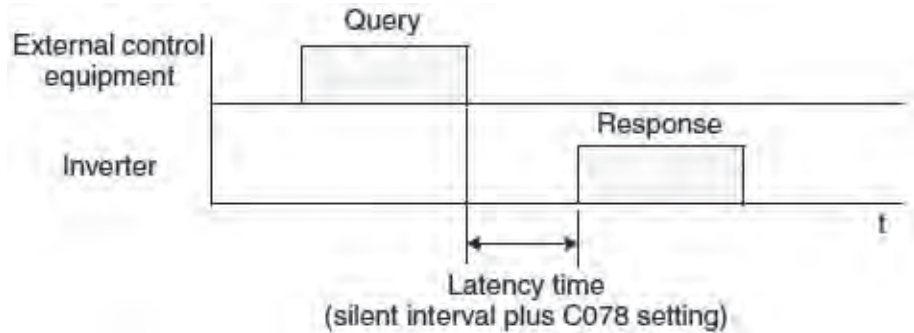 Query
External control
equipment
Response
Inverter
t
Latency time
(silent interval plus C078 setting)